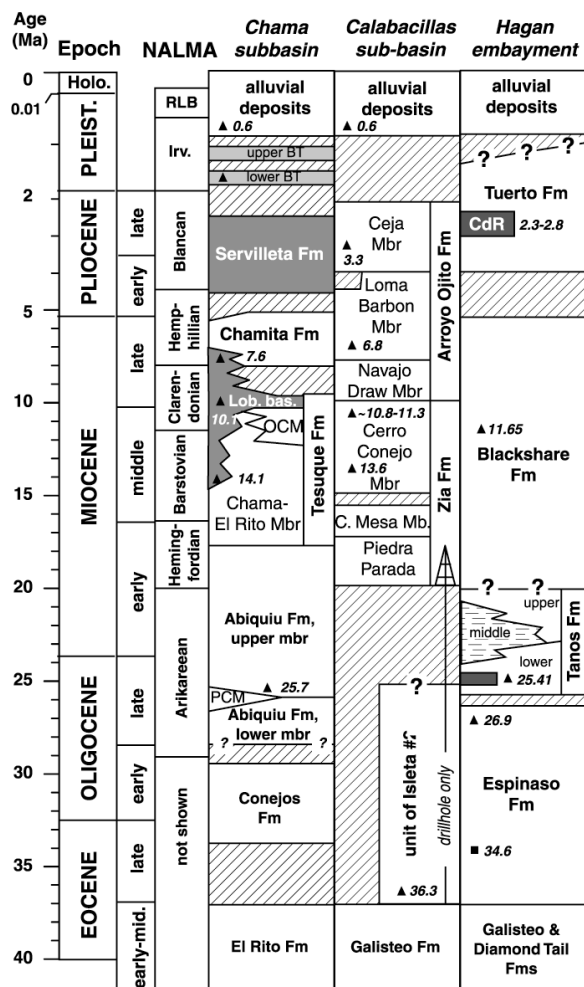 Age
(Ma)
Epoch
NALMA
Chama
subbasin
Calabacillas
sub-basin
Hagan
embayment
0
0.01
2
5
10
15
20
25
30
35
40
Holo.
PLEIST.
PLIOCENE
MIOCENE
OLIGOCENE
EOCENE
late
early
late
middle
early
late
early
late
early-mid.
RLB
Irv.
Blancan
Hemp-
hillian
Claren-
donian
Barstovian
Heming-
fordian
Arikareean
not shown
alluvial
deposits
▲ 0.6
upper BT
▲ lower BT
Servilleta Fm
Chamita Fm
▲ 7.6
▲ Lob. bas.
10.1
OCM
▲ 14.1
Chama-
El Rito Mbr
Tesuque Fm
Abiquiu Fm,
upper mbr
PCM
▲ 25.7
Abiquiu Fm,
lower mbr
? ?
Conejos
Fm
El Rito Fm
alluvial
deposits
▲ 0.6
Ceja
Mbr
▲ 3.3
Loma
Barbon
Mbr
▲ 6.8
Navajo
Draw Mbr
Arroyo Ojito Fm
▲~10.8-11.3
Cerro
Conejo
▲ 13.6
Mbr
C. Mesa Mb.
Piedra
Parada
Zia Fm
?
unit of Isleta #?
drillhole only
▲ 36.3
Galisteo Fm
alluvial
deposits
? ?
Tuerto Fm
CdR 2.3-2.8
▲ 11.65
Blackshare
Fm
? ?
upper
middle
lower
Tanos Fm
▲ 25.41
▲ 26.9
Espinaso
Fm
■ 34.6
Galisteo &
Diamond Tail
Fms